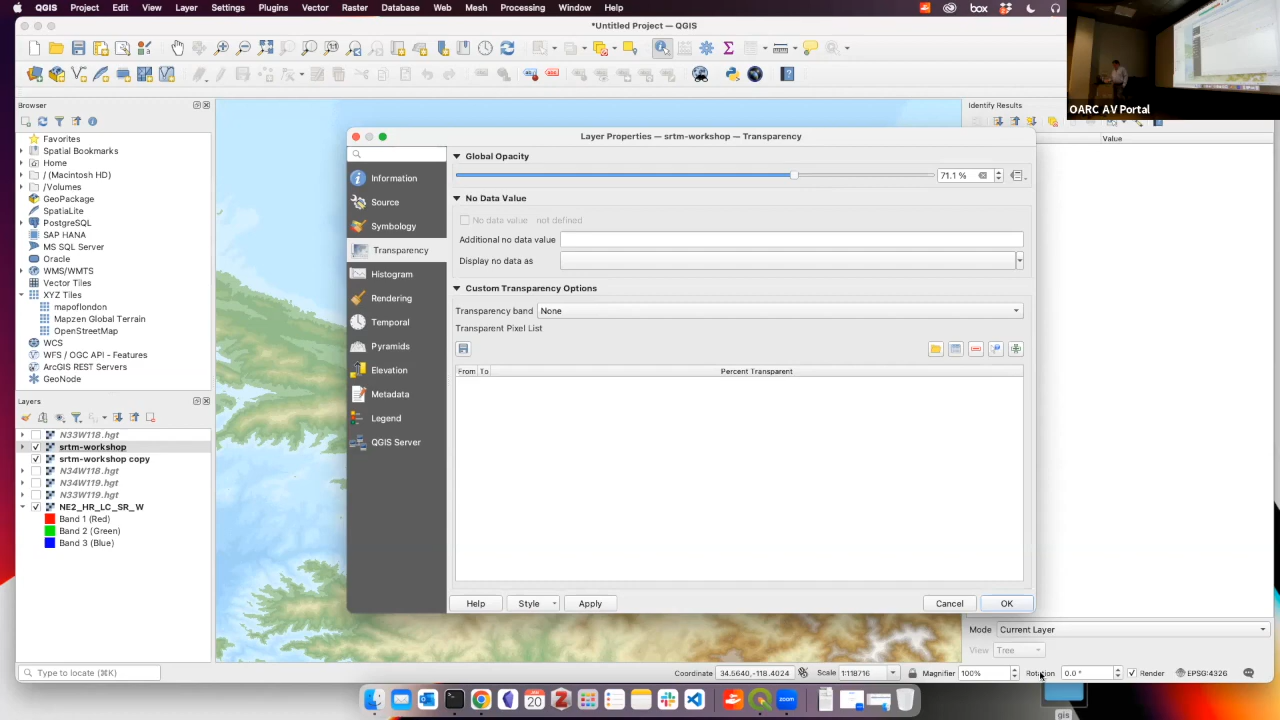 QGIS Project Edit View Layer Settings Plugins Vector Raster Database Web Mesh Processing Window Help
box
*Untitled Project — QGIS
OARC AV Portal
Browser
Favorites
Spatial Bookmarks
Home
/ (Macintosh HD)
/Volumes
GeoPackage
SpatiaLite
PostgreSQL
SAP HANA
MS SQL Server
Oracle
WMS/WMTS
Vector Tiles
XYZ Tiles
mapoflondon
Mapzen Global Terrain
OpenStreetMap
WCS
WFS / OGC API - Features
ArcGIS REST Servers
GeoNode
Layers
N33W118.hgt
srtm-workshop
srtm-workshop copy
N34W118.hgt
N34W119.hgt
N33W119.hgt
NE2_HR_LC_SR_W
Band 1 (Red)
Band 2 (Green)
Band 3 (Blue)
Layer Properties — srtm-workshop — Transparency
Information
Source
Symbology
Transparency
Histogram
Rendering
Temporal
Pyramids
Elevation
Metadata
Legend
QGIS Server
Global Opacity
71.1 %
No Data Value
No data value not defined
Additional no data value
Display no data as
Custom Transparency Options
Transparency band None
Transparent Pixel List
From To Percent Transparent
Help Style Apply Cancel OK
Identify Results
Value
Mode Current Layer
View Tree
Type to locate (⌘K)
Coordinate 34.5640,-118.4024 Scale 1:118716 Magnifier 100% Rotation 0.0 ° Render EPSG:4326
JAN
20
zoom
gis